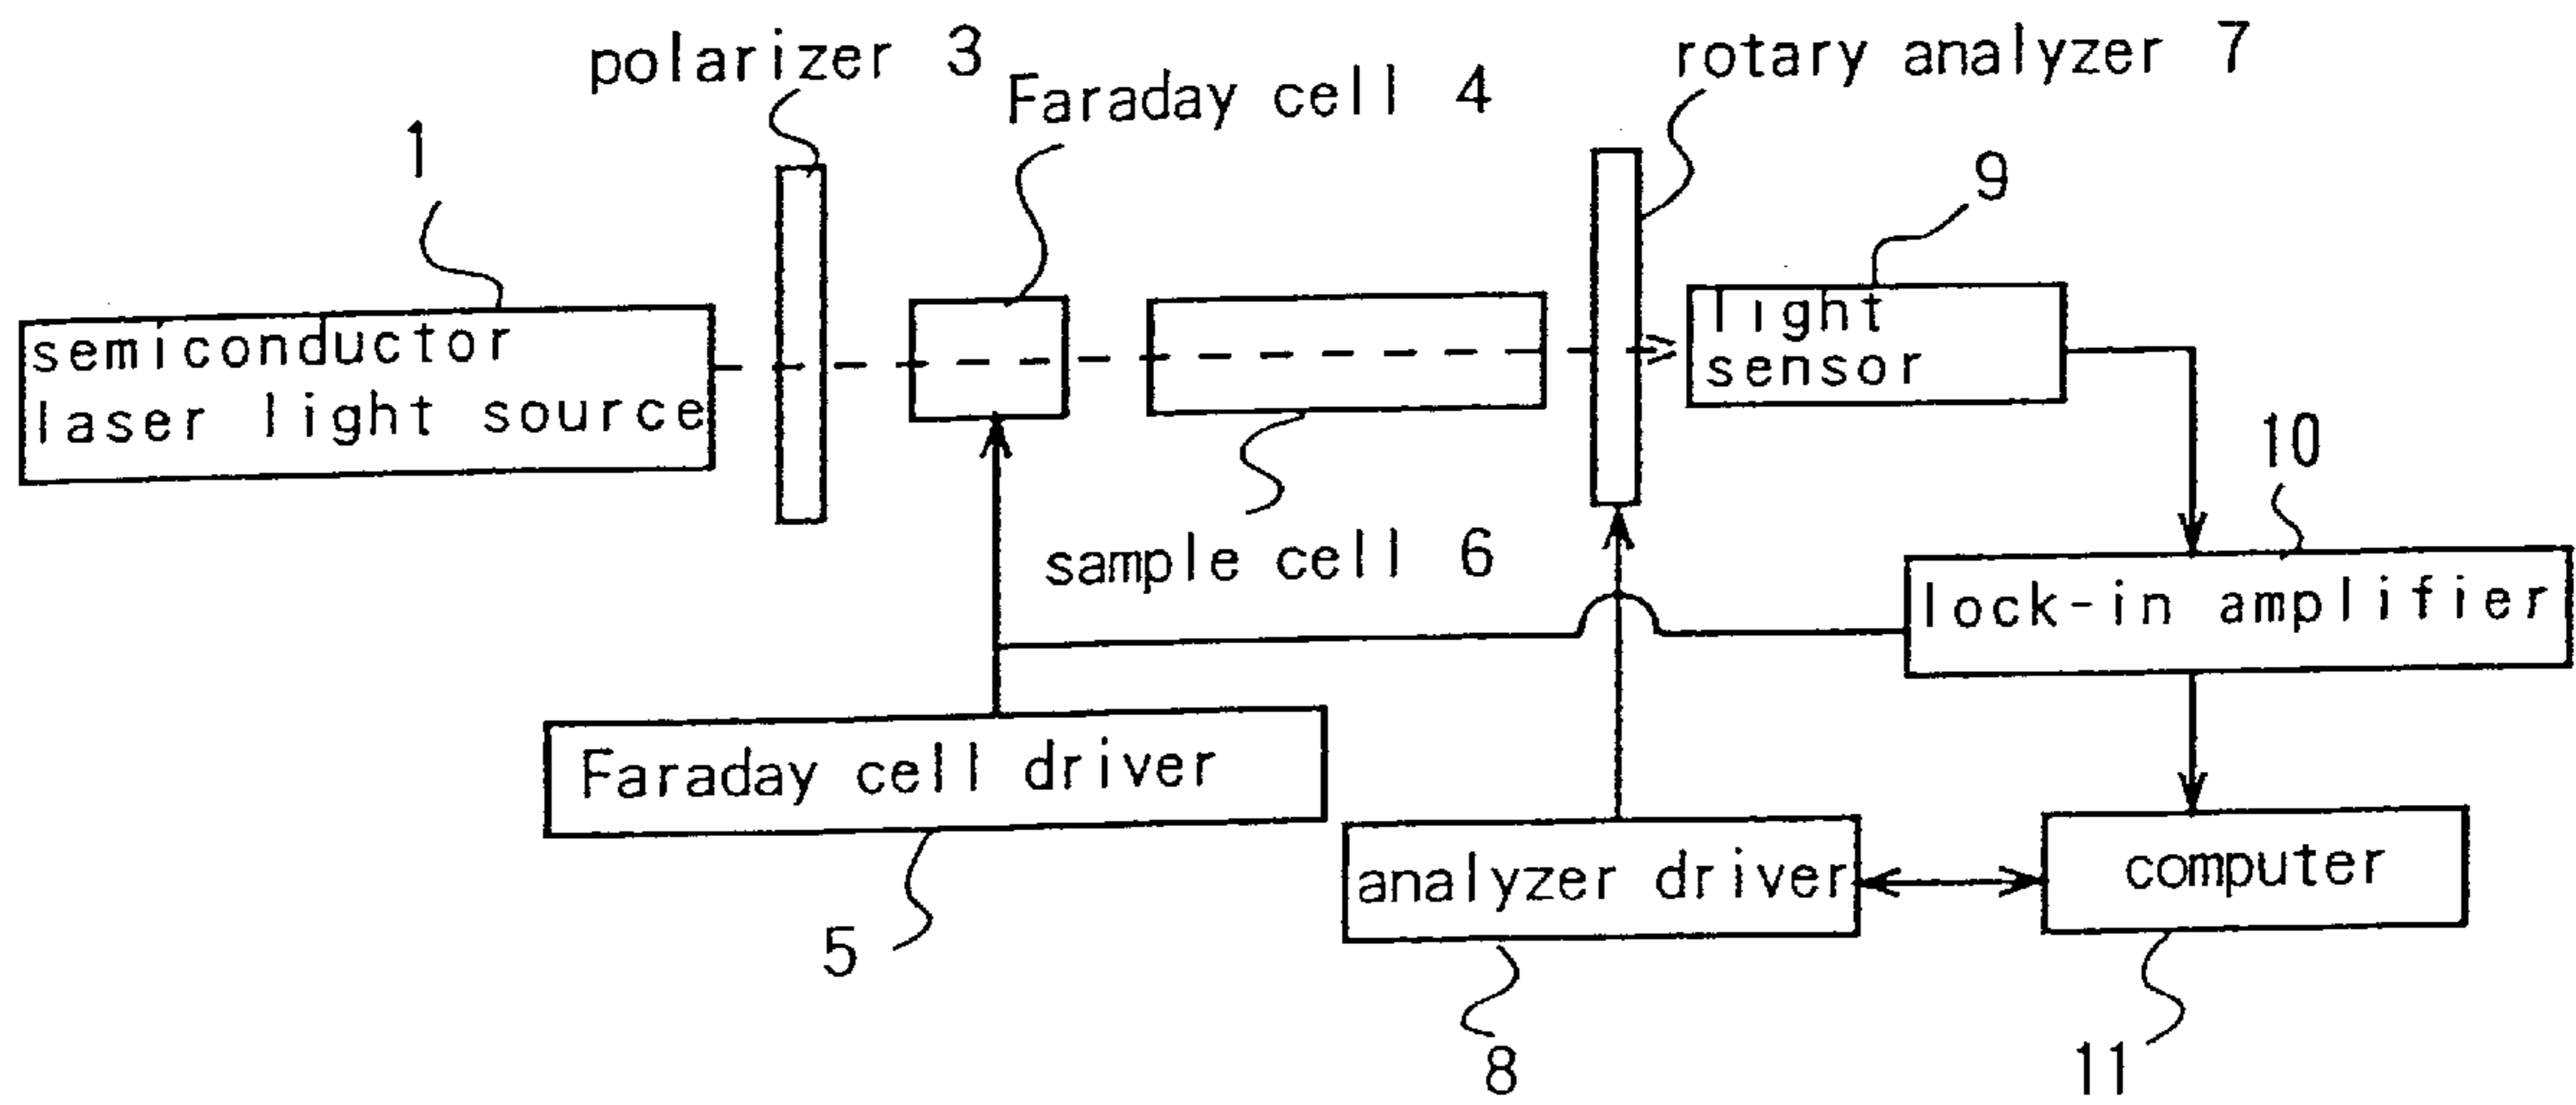 polarizer 3
Faraday cell 4
rotary analyzer 7
1
9
semiconductor
laser light source
light
sensor
10
sample cell 6
lock-in amplifier
Faraday cell driver
analyzer driver
computer
5
8
11